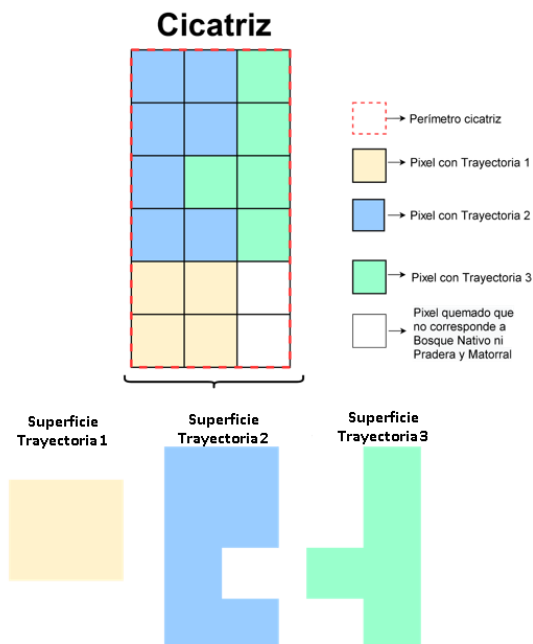 Cicatriz
Perímetro cicatriz
Pixel con Trayectoria 1
Pixel con Trayectoria 2
Pixel con Trayectoria 3
Pixel quemado que
no corresponde a
Bosque Nativo ni
Pradera y Matorral
Superficie
Trayectoria 1
Superficie
Trayectoria 2
Superficie
Trayectoria 3